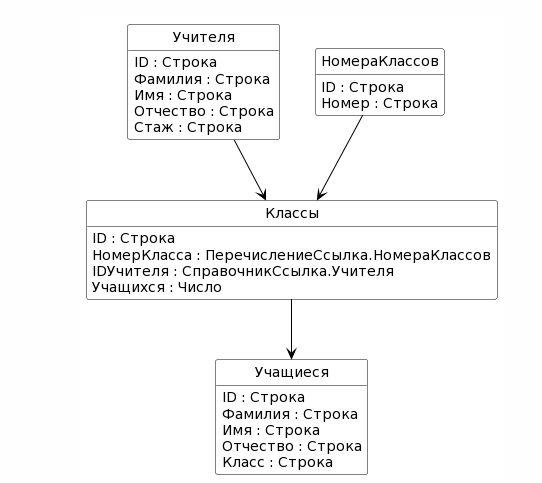 Учителя
ID : Строка
Фамилия : Строка
Имя : Строка
Отчество : Строка
Стаж : Строка
НомераКлассов
ID : Строка
Номер : Строка
Классы
ID : Строка
НомерКласса : ПеречислениеСсылка.НомераКлассов
IDУчителя : СправочникСсылка.Учителя
Учащихся : Число
Учащиеся
ID : Строка
Фамилия : Строка
Имя : Строка
Отчество : Строка
Класс : Строка